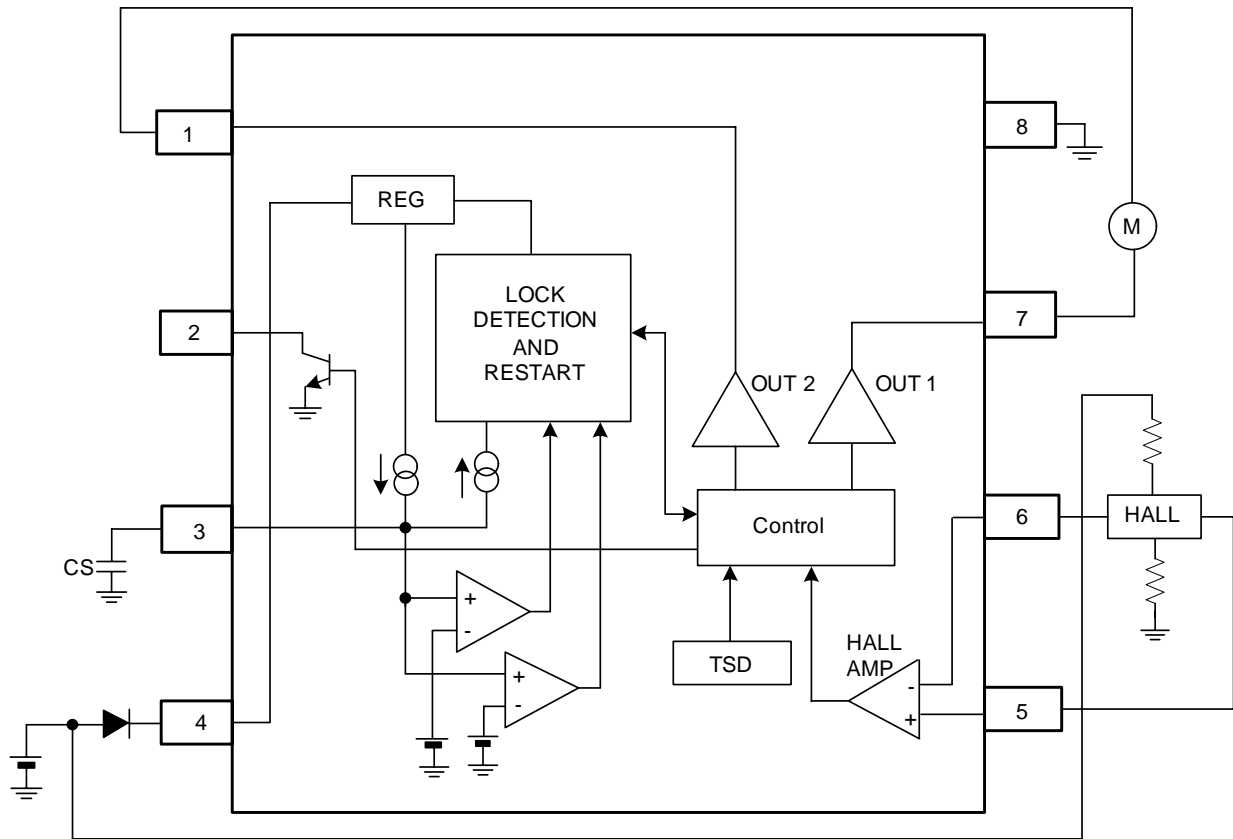 1
8
REG
M
LOCK
DETECTION
AND
RESTART
2
7
OUT 2
OUT 1
3
6
HALL
Control
CS
+
-
TSD
HALL
AMP
+
-
-
+
4
5